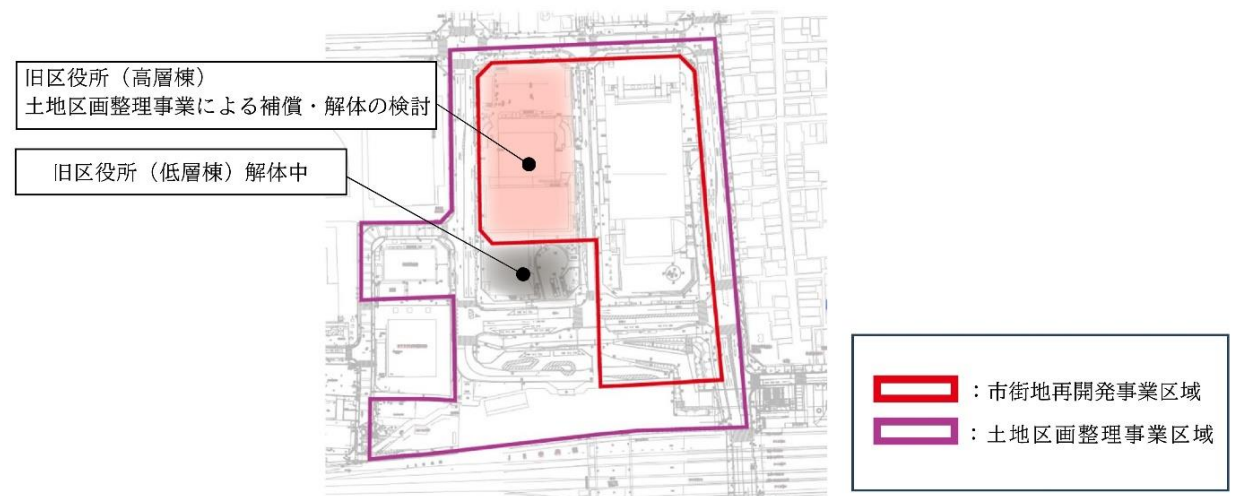 旧区役所（高層棟）
土地区画整理事業による補償・解体の検討
旧区役所（低層棟）解体中
：市街地再開発事業区域
：土地区画整理事業区域